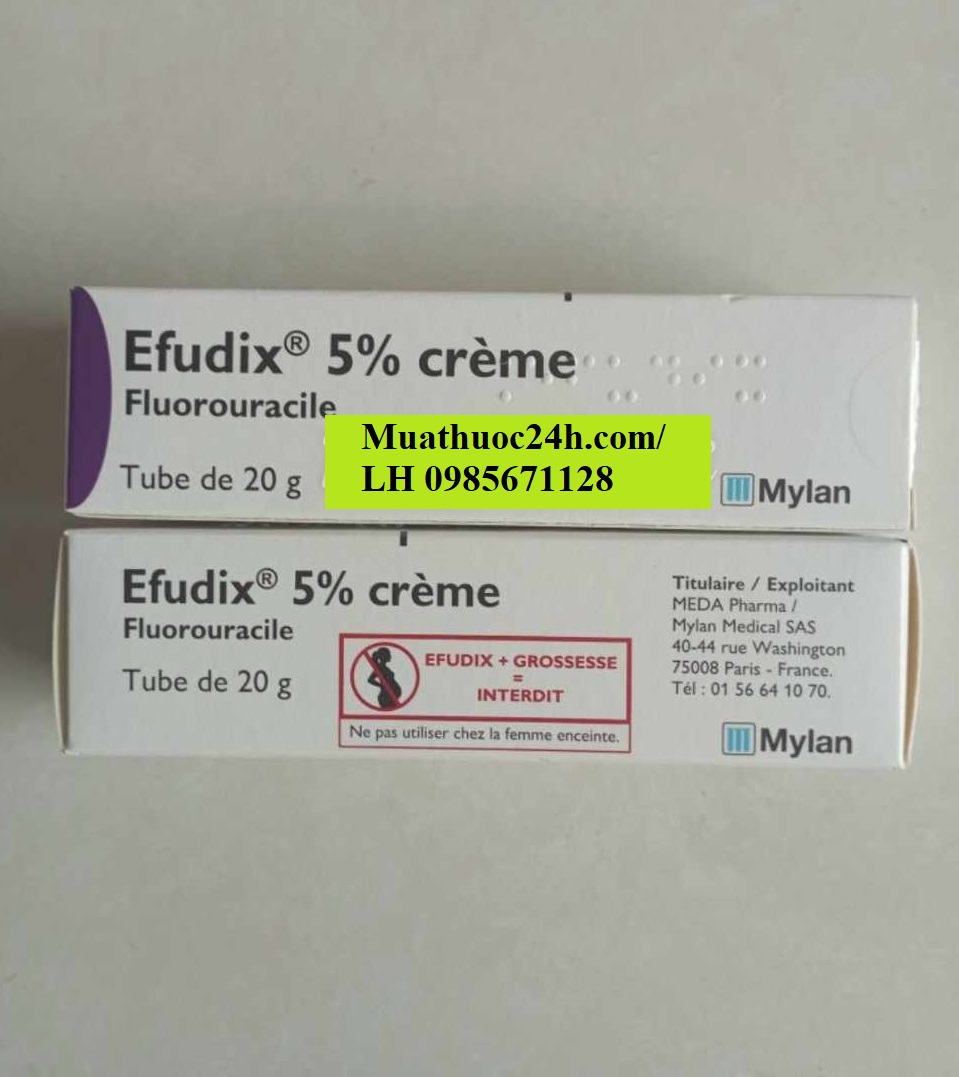 Efudix® 5% crème
Fluorouracile
Muathuoc24h.com/
LH 0985671128
Tube de 20 g
Mylan
Efudix® 5% crème
Fluorouracile
Tube de 20 g
EFUDIX + GROSSESSE
=
INTERDIT
Ne pas utiliser chez la femme enceinte.
Titulaire / Exploitant
MEDA Pharma /
Mylan Medical SAS
40-44 rue Washington
75008 Paris - France.
Tél : 01 56 64 10 70.
Mylan